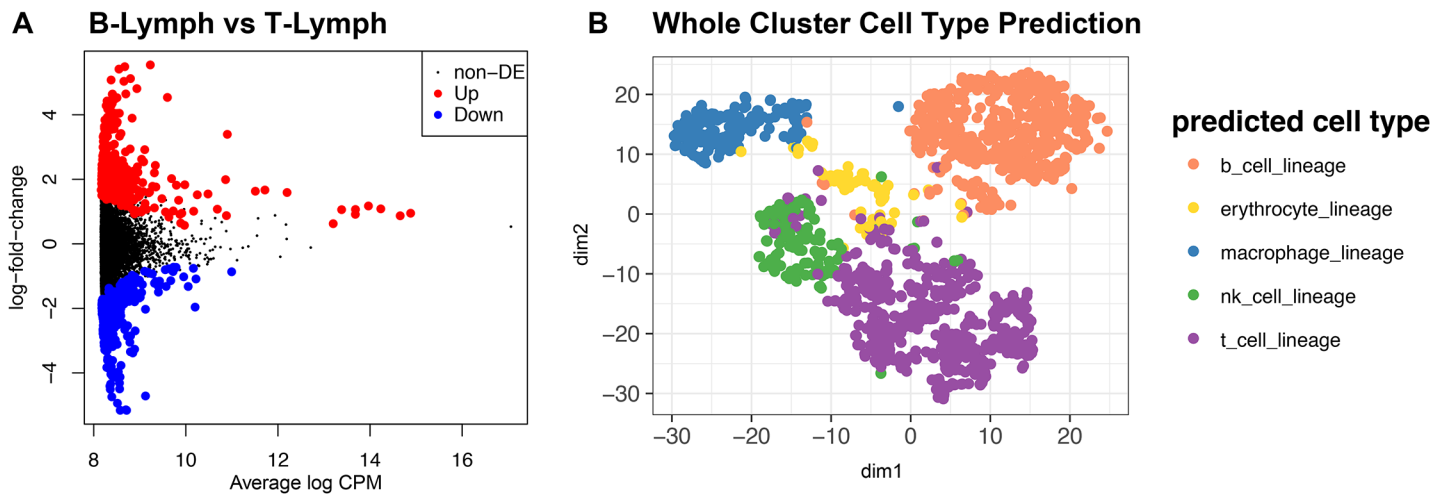 A B-Lymph vs T-Lymph
non−DE
Up
Down
log−fold−change
4
2
0
−2
−4
8 10 12 14 16
Average log CPM
B Whole Cluster Cell Type Prediction
dim2
20
10
0
−10
−20
−30
−30 −20 −10 0 10 20
dim1
predicted cell type
b_cell_lineage
erythrocyte_lineage
macrophage_lineage
nk_cell_lineage
t_cell_lineage